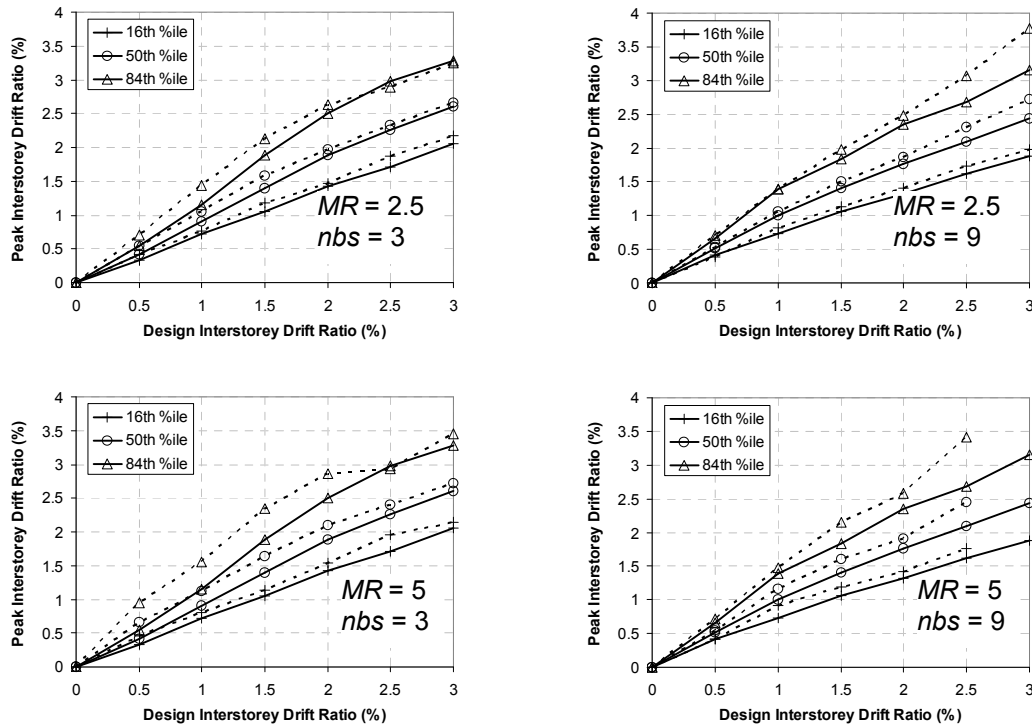 Peak Interstorey Drift Ratio (%)
4
3.5
3
2.5
2
1.5
1
0.5
0
16th %ile
50th %ile
84th %ile
MR = 2.5
nbs = 3
0 0.5 1 1.5 2 2.5 3
Design Interstorey Drift Ratio (%)
Peak Interstorey Drift Ratio (%)
4
3.5
3
2.5
2
1.5
1
0.5
0
16th %ile
50th %ile
84th %ile
MR = 2.5
nbs = 9
0 0.5 1 1.5 2 2.5 3
Design Interstorey Drift Ratio (%)
Peak Interstorey Drift Ratio (%)
4
3.5
3
2.5
2
1.5
1
0.5
0
16th %ile
50th %ile
84th %ile
MR = 5
nbs = 3
0 0.5 1 1.5 2 2.5 3
Design Interstorey Drift Ratio (%)
Peak Interstorey Drift Ratio (%)
4
3.5
3
2.5
2
1.5
1
0.5
0
16th %ile
50th %ile
84th %ile
MR = 5
nbs = 9
0 0.5 1 1.5 2 2.5 3
Design Interstorey Drift Ratio (%)